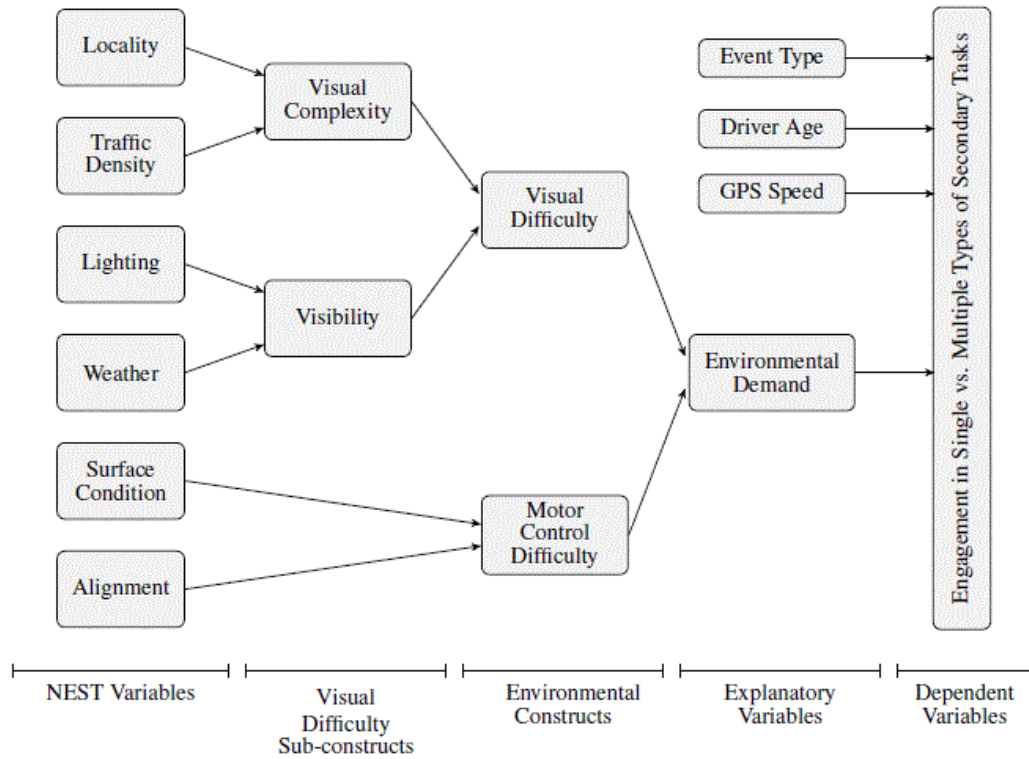 Locality
Traffic
Density
Lighting
Weather
Surface
Condition
Alignment
Visual
Complexity
Visibility
Visual
Difficulty
Motor
Control
Difficulty
Event Type
Driver Age
GPS Speed
Environmental
Demand
Engagement in Single vs. Multiple Types of Secondary Tasks
NEST Variables
Visual
Difficulty
Sub-constructs
Environmental
Constructs
Explanatory
Variables
Dependent
Variables